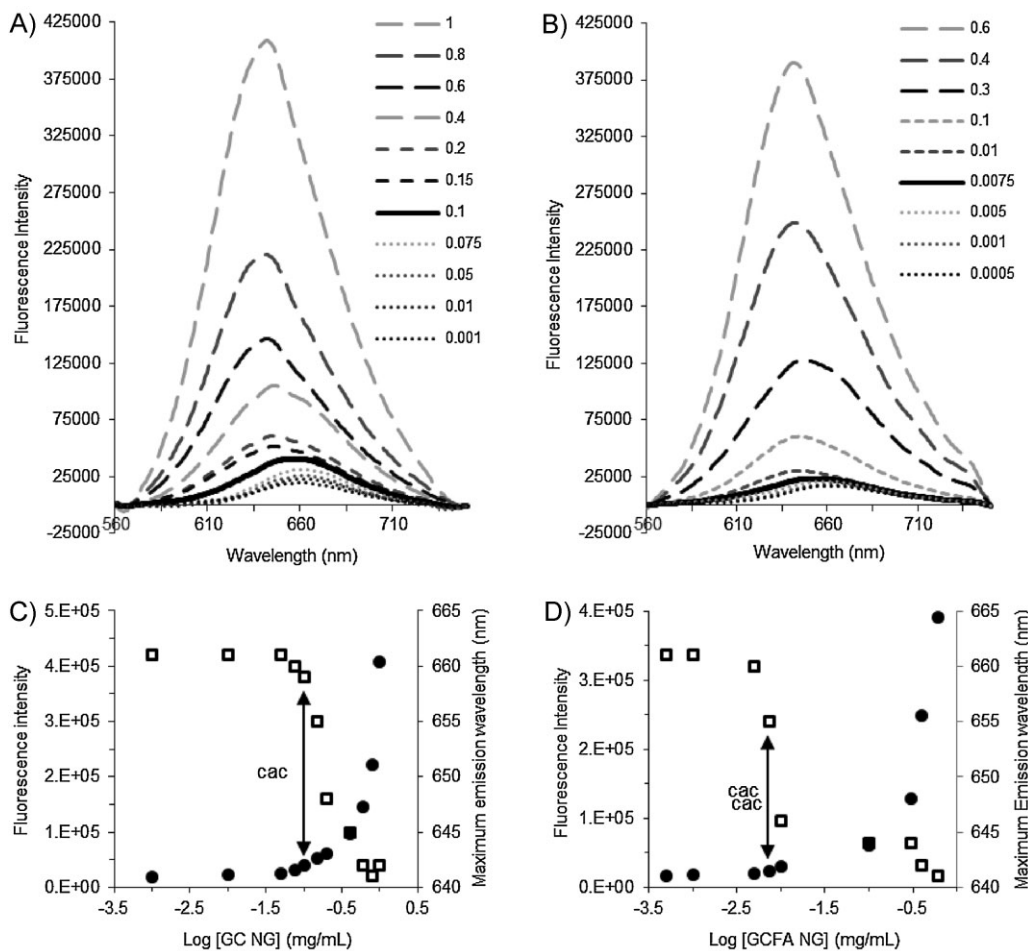 A)
425000
375000
325000
275000
225000
175000
125000
75000
25000
-25000
Fluorescence Intensity
560
610
660
710
Wavelength (nm)
1
0.8
0.6
0.4
0.2
0.15
0.1
0.075
0.05
0.01
0.001
B)
425000
375000
325000
275000
225000
175000
125000
75000
25000
-25000
Fluorescence Intensity
560
610
660
710
Wavelength (nm)
0.6
0.4
0.3
0.1
0.01
0.0075
0.005
0.001
0.0005
C)
5.E+05
4.E+05
3.E+05
2.E+05
1.E+05
0.E+00
Fluorescence Intensity
cac
665
660
655
650
645
640
Maximum emission wavelength (nm)
-3.5
-2.5
-1.5
-0.5
0.5
Log [GC NG] (mg/mL)
D)
4.E+05
3.E+05
2.E+05
1.E+05
0.E+00
Fluorescence Intensity
cac
cac
665
660
655
650
645
640
Maximum Emission wavelength (nm)
-3.5
-2.5
-1.5
-0.5
Log [GCFA NG] (mg/mL)